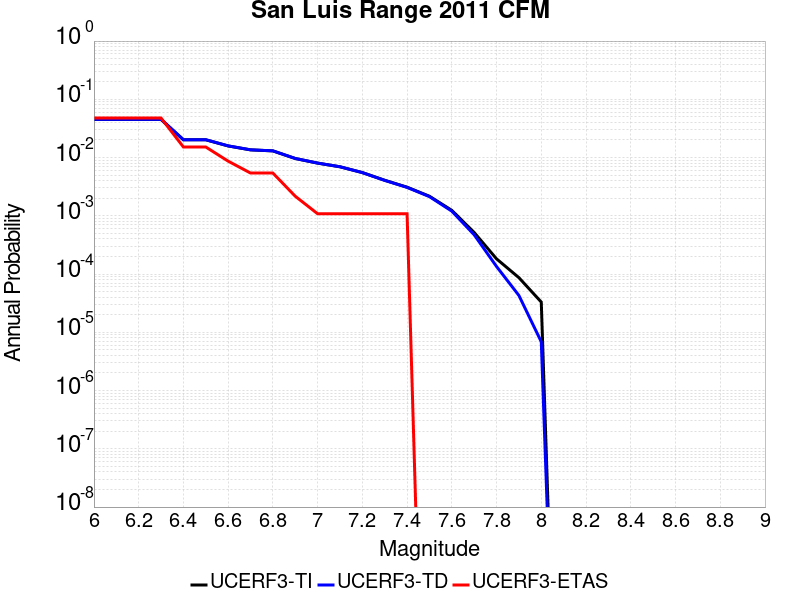 San Luis Range 2011 CFM
10^0
10^-1
10^-2
10^-3
10^-4
10^-5
10^-6
10^-7
10^-8
Annual Probability
6 6.2 6.4 6.6 6.8 7 7.2 7.4 7.6 7.8 8 8.2 8.4 8.6 8.8 9
Magnitude
UCERF3-TI UCERF3-TD UCERF3-ETAS